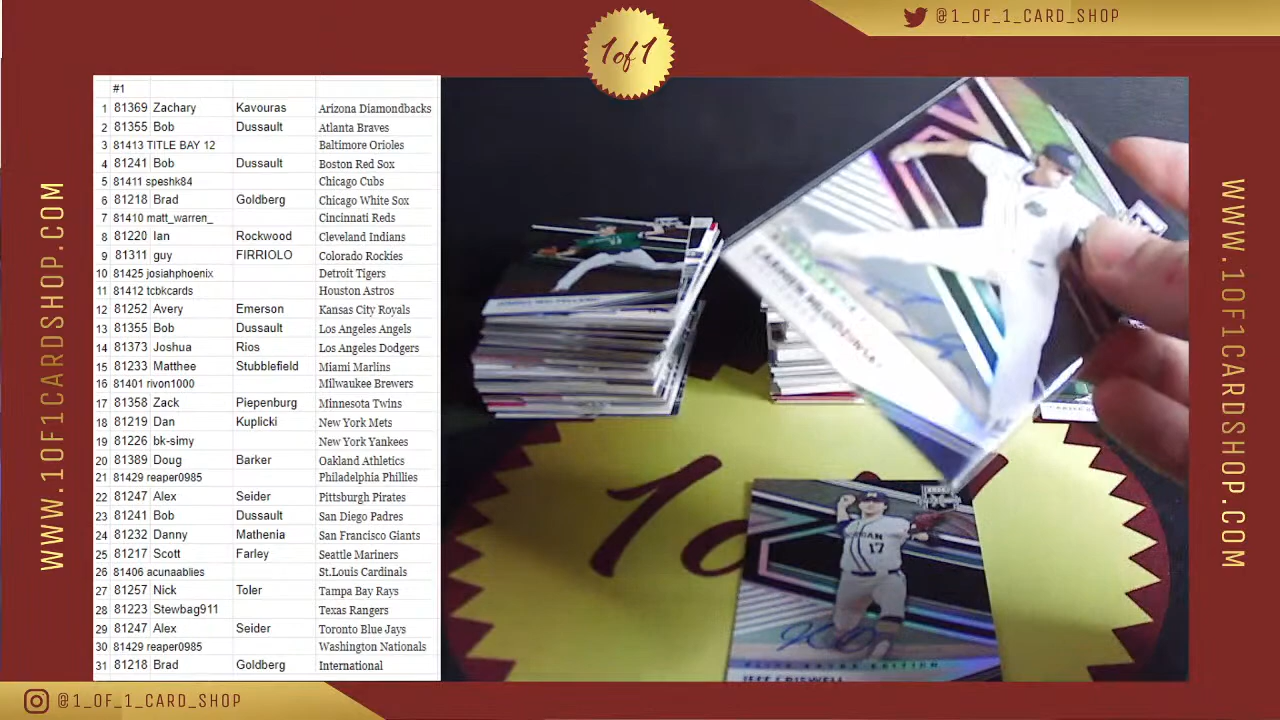 @1_OF_1_CARD_SHOP
1 of 1
WWW.1OF1CARDSHOP.COM
#1
1 81369 Zachary Kavouras Arizona Diamondbacks
2 81355 Bob Dussault Atlanta Braves
3 81413 TITLE BAY 12 Baltimore Orioles
4 81241 Bob Dussault Boston Red Sox
5 81411 speshk84 Chicago Cubs
6 81218 Brad Goldberg Chicago White Sox
7 81410 matt_warren_ Cincinnati Reds
8 81220 Ian Rockwood Cleveland Indians
9 81311 guy FIRRIOLO Colorado Rockies
10 81425 josiahphoenix Detroit Tigers
11 81412 tcbkcards Houston Astros
12 81252 Avery Emerson Kansas City Royals
13 81355 Bob Dussault Los Angeles Angels
14 81373 Joshua Rios Los Angeles Dodgers
15 81233 Matthee Stubblefield Miami Marlins
16 81401 rivon1000 Milwaukee Brewers
17 81358 Zack Piepenburg Minnesota Twins
18 81219 Dan Kuplicki New York Mets
19 81226 bk-simy New York Yankees
20 81389 Doug Barker Oakland Athletics
21 81429 reaper0985 Philadelphia Phillies
22 81247 Alex Seider Pittsburgh Pirates
23 81241 Bob Dussault San Diego Padres
24 81232 Danny Mathenia San Francisco Giants
25 81217 Scott Farley Seattle Mariners
26 81406 acunaablies St.Louis Cardinals
27 81257 Nick Toler Tampa Bay Rays
28 81223 Stewbag911 Texas Rangers
29 81247 Alex Seider Toronto Blue Jays
30 81429 reaper0985 Washington Nationals
31 81218 Brad Goldberg International
17
WWW.1OF1CARDSHOP.COM
@1_OF_1_CARD_SHOP